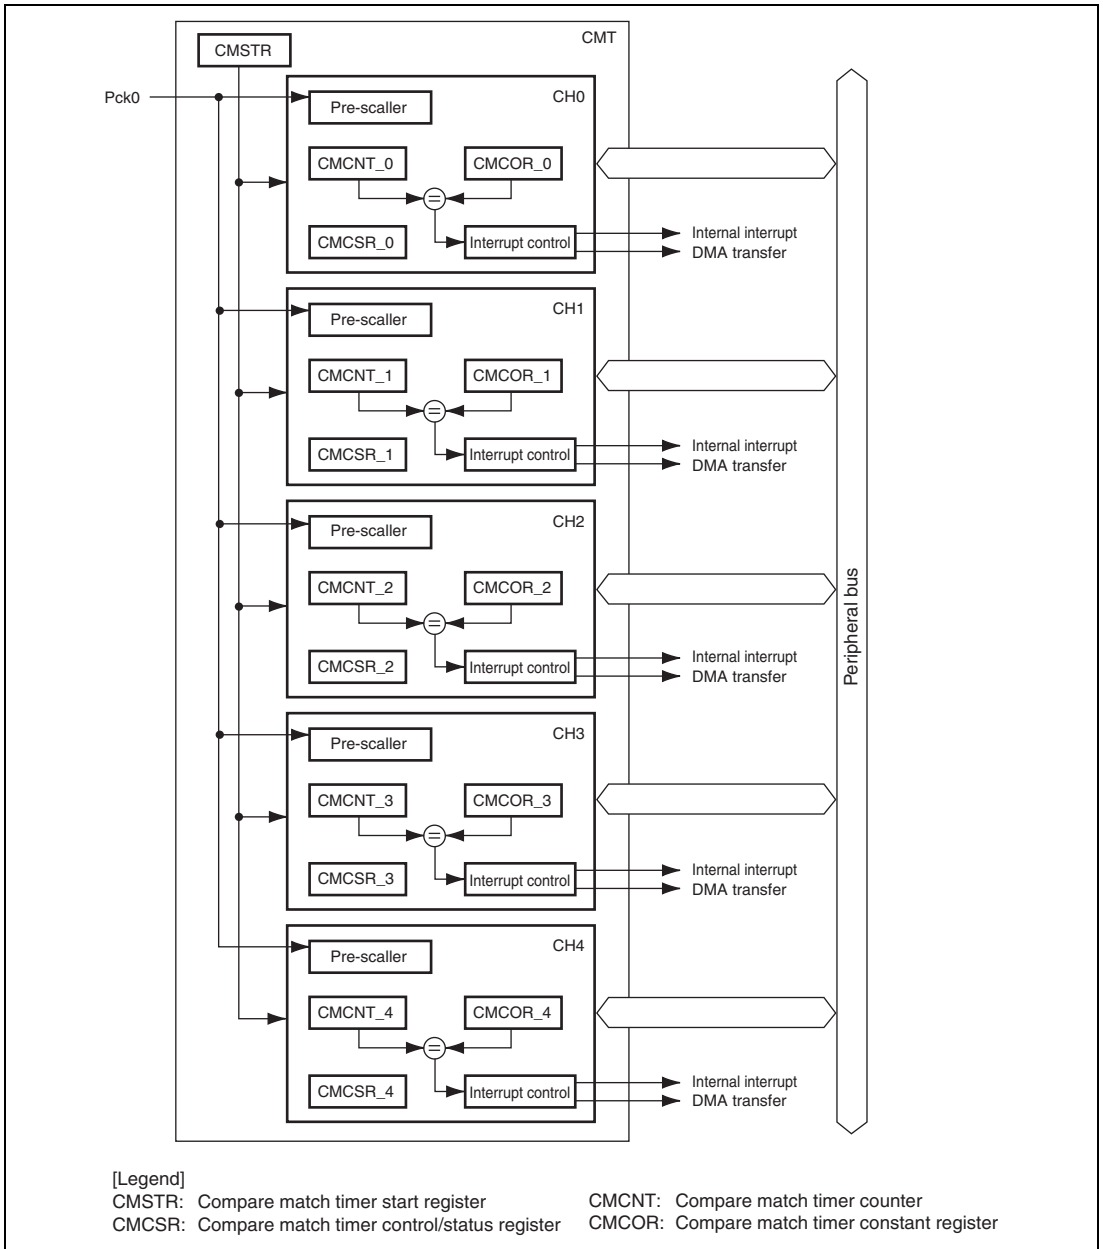 CMT
CMSTR
Pck0
CH0
Pre-scaller
CMCNT_0
CMCOR_0
=
CMCSR_0
Interrupt control
Internal interrupt
DMA transfer
CH1
Pre-scaller
CMCNT_1
CMCOR_1
=
CMCSR_1
Interrupt control
Internal interrupt
DMA transfer
CH2
Pre-scaller
CMCNT_2
CMCOR_2
=
CMCSR_2
Interrupt control
Internal interrupt
DMA transfer
CH3
Pre-scaller
CMCNT_3
CMCOR_3
=
CMCSR_3
Interrupt control
Internal interrupt
DMA transfer
CH4
Pre-scaller
CMCNT_4
CMCOR_4
=
CMCSR_4
Interrupt control
Internal interrupt
DMA transfer
Peripheral bus
[Legend]
CMSTR: Compare match timer start register
CMCSR: Compare match timer control/status register
CMCNT: Compare match timer counter
CMCOR: Compare match timer constant register